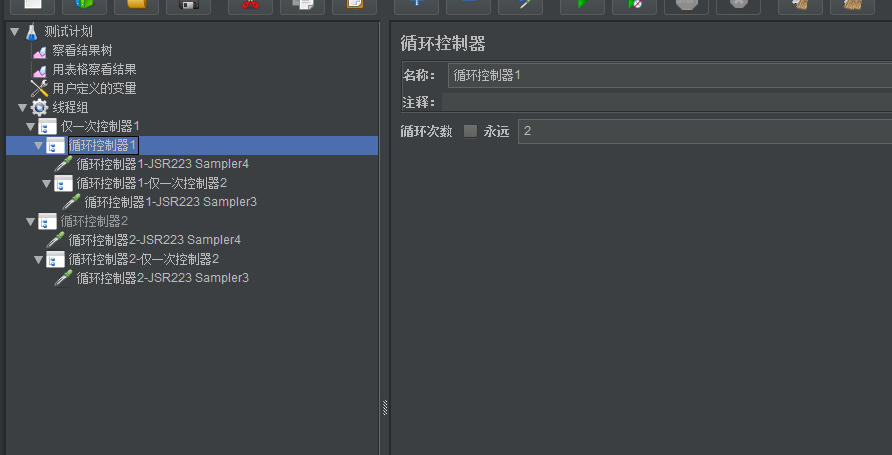 测试计划
察看结果树
用表格察看结果
用户定义的变量
线程组
仅一次控制器1
循环控制器1
循环控制器1-JSR223 Sampler4
循环控制器1-仅一次控制器2
循环控制器1-JSR223 Sampler3
循环控制器2
循环控制器2-JSR223 Sampler4
循环控制器2-仅一次控制器2
循环控制器2-JSR223 Sampler3
循环控制器
名称： 循环控制器1
注释：
循环次数 永远 2